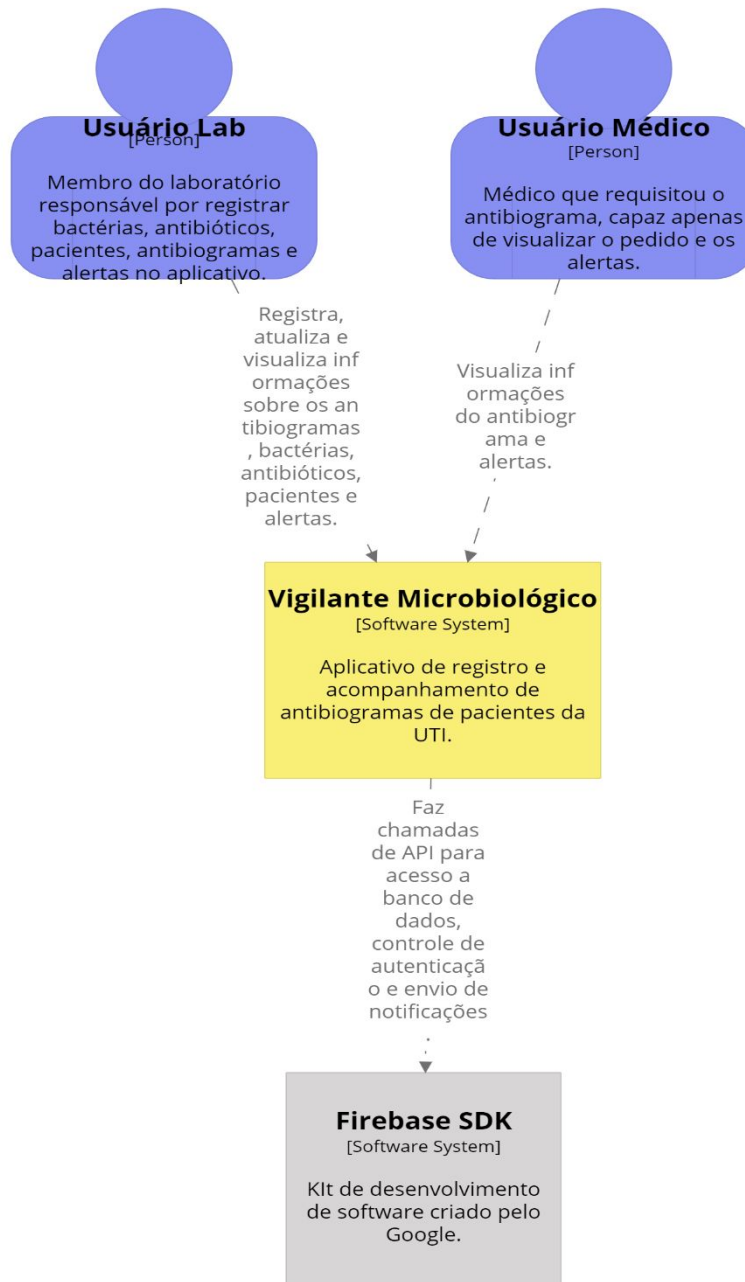 Usuário Lab
[Person]
Membro do laboratório
responsável por registrar
bactérias, antibióticos,
pacientes, antibiogramas e
alertas no aplicativo.
Usuário Médico
[Person]
Médico que requisitou o
antibiograma, capaz apenas
de visualizar o pedido e os
alertas.
Registra,
atualiza e
visualiza inf
ormações
sobre os an
tibiogramas
, bactérias,
antibióticos,
pacientes e
alertas.
Visualiza inf
ormações
do antibiogr
ama e
alertas.
Vigilante Microbiológico
[Software System]
Aplicativo de registro e
acompanhamento de
antibiogramas de pacientes da
UTI.
Faz
chamadas
de API para
acesso a
banco de
dados,
controle de
autenticaçã
o e envio de
notificações
.
Firebase SDK
[Software System]
KIt de desenvolvimento
de software criado pelo
Google.